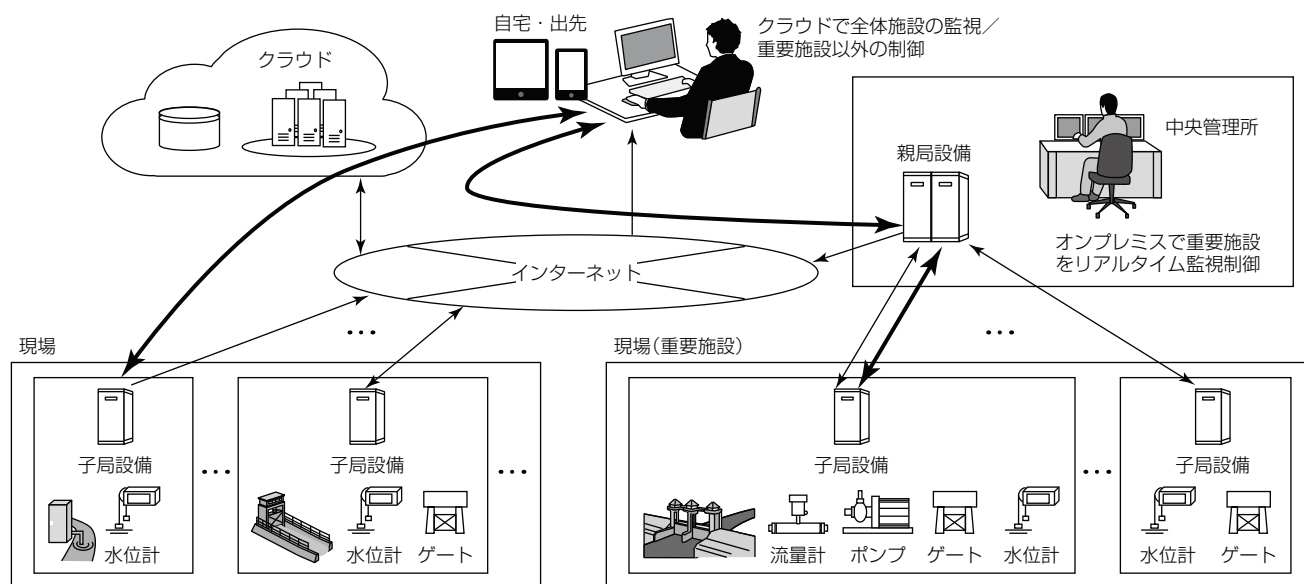 自宅・出先
クラウドで全体施設の監視／
重要施設以外の制御
クラウド
中央管理所
親局設備
オンプレミスで重要施設
をリアルタイム監視制御
インターネット
…
…
現場
現場（重要施設）
子局設備
…
子局設備
…
子局設備
…
子局設備
水位計
水位計
ゲート
流量計
ポンプ
ゲート
水位計
水位計
ゲート